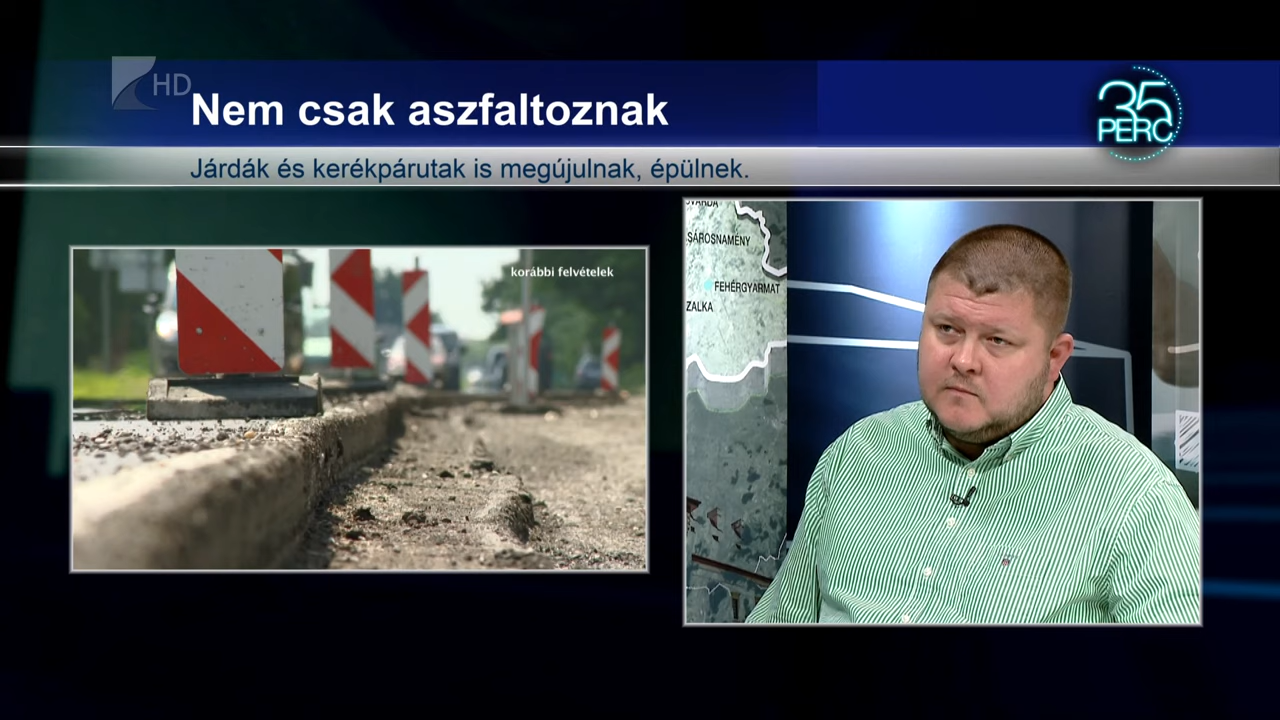 HD
Nem csak aszfaltoznak
35
PERC
Járdák és kerékpárutak is megújulnak, épülnek.
korábbi felvételek
SÁROSNAMÉNY
FEHÉRGYARMAT
ZALKA